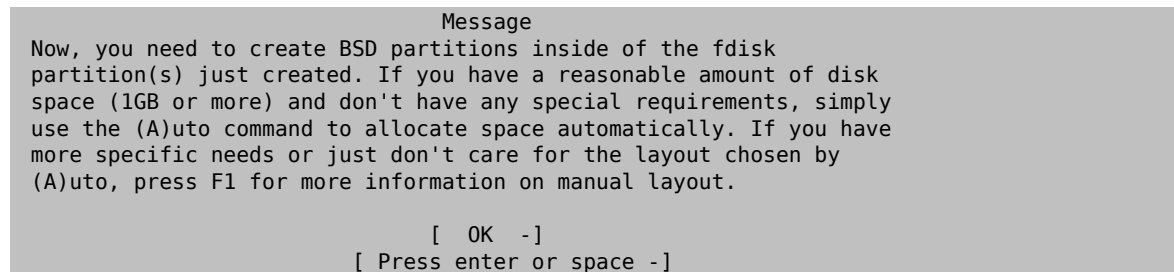 Message
Now, you need to create BSD partitions inside of the fdisk
partition(s) just created. If you have a reasonable amount of disk
space (1GB or more) and don't have any special requirements, simply
use the (A)uto command to allocate space automatically. If you have
more specific needs or just don't care for the layout chosen by
(A)uto, press F1 for more information on manual layout.
[ OK -]
[ Press enter or space -]